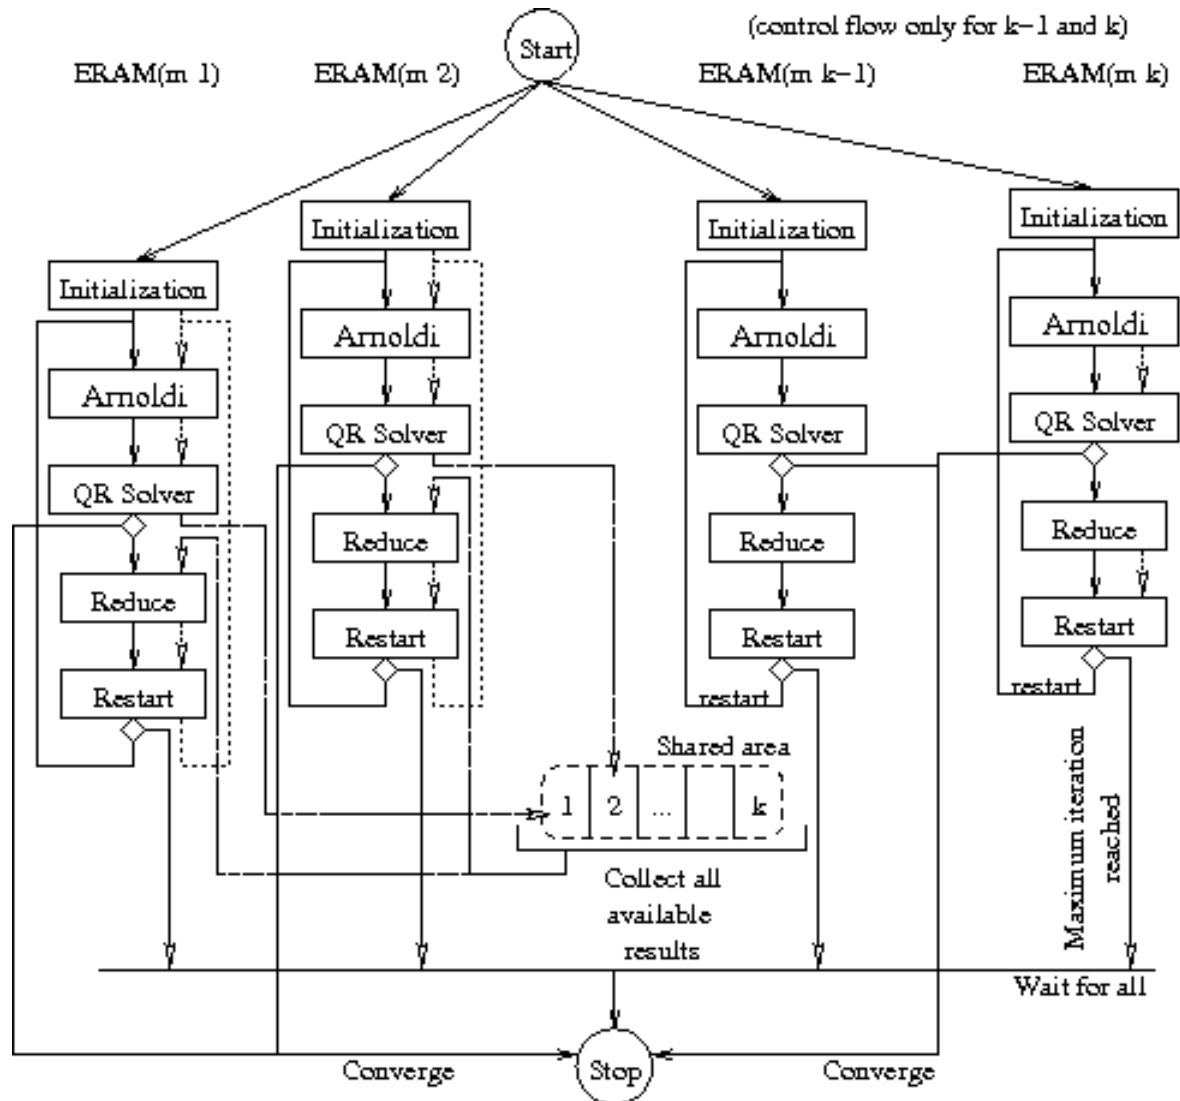 Start
(control flow only for k−1 and k)
ERAM(m 1)
ERAM(m 2)
ERAM(m k−1)
ERAM(m k)
Initialization
Arnoldi
QR Solver
Reduce
Restart
Initialization
Arnoldi
QR Solver
Reduce
Restart
Initialization
Arnoldi
QR Solver
Reduce
Restart
restart
Initialization
Arnoldi
QR Solver
Reduce
Restart
restart
Shared area
1 2 ... k
Collect all
available
results
Maximum iteration
reached
Wait for all
Stop
Converge
Converge